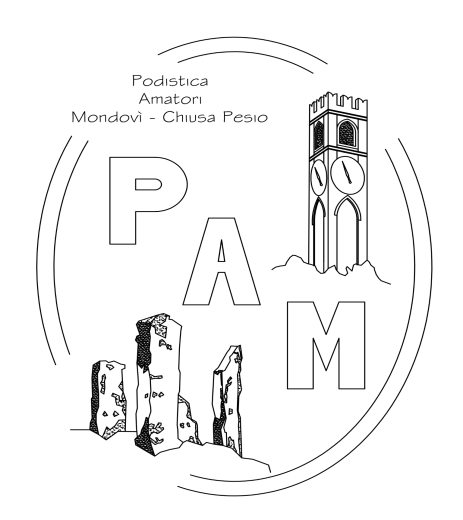 Podistica
Amatori
Mondovì - Chiusa Pesio
P
A
M